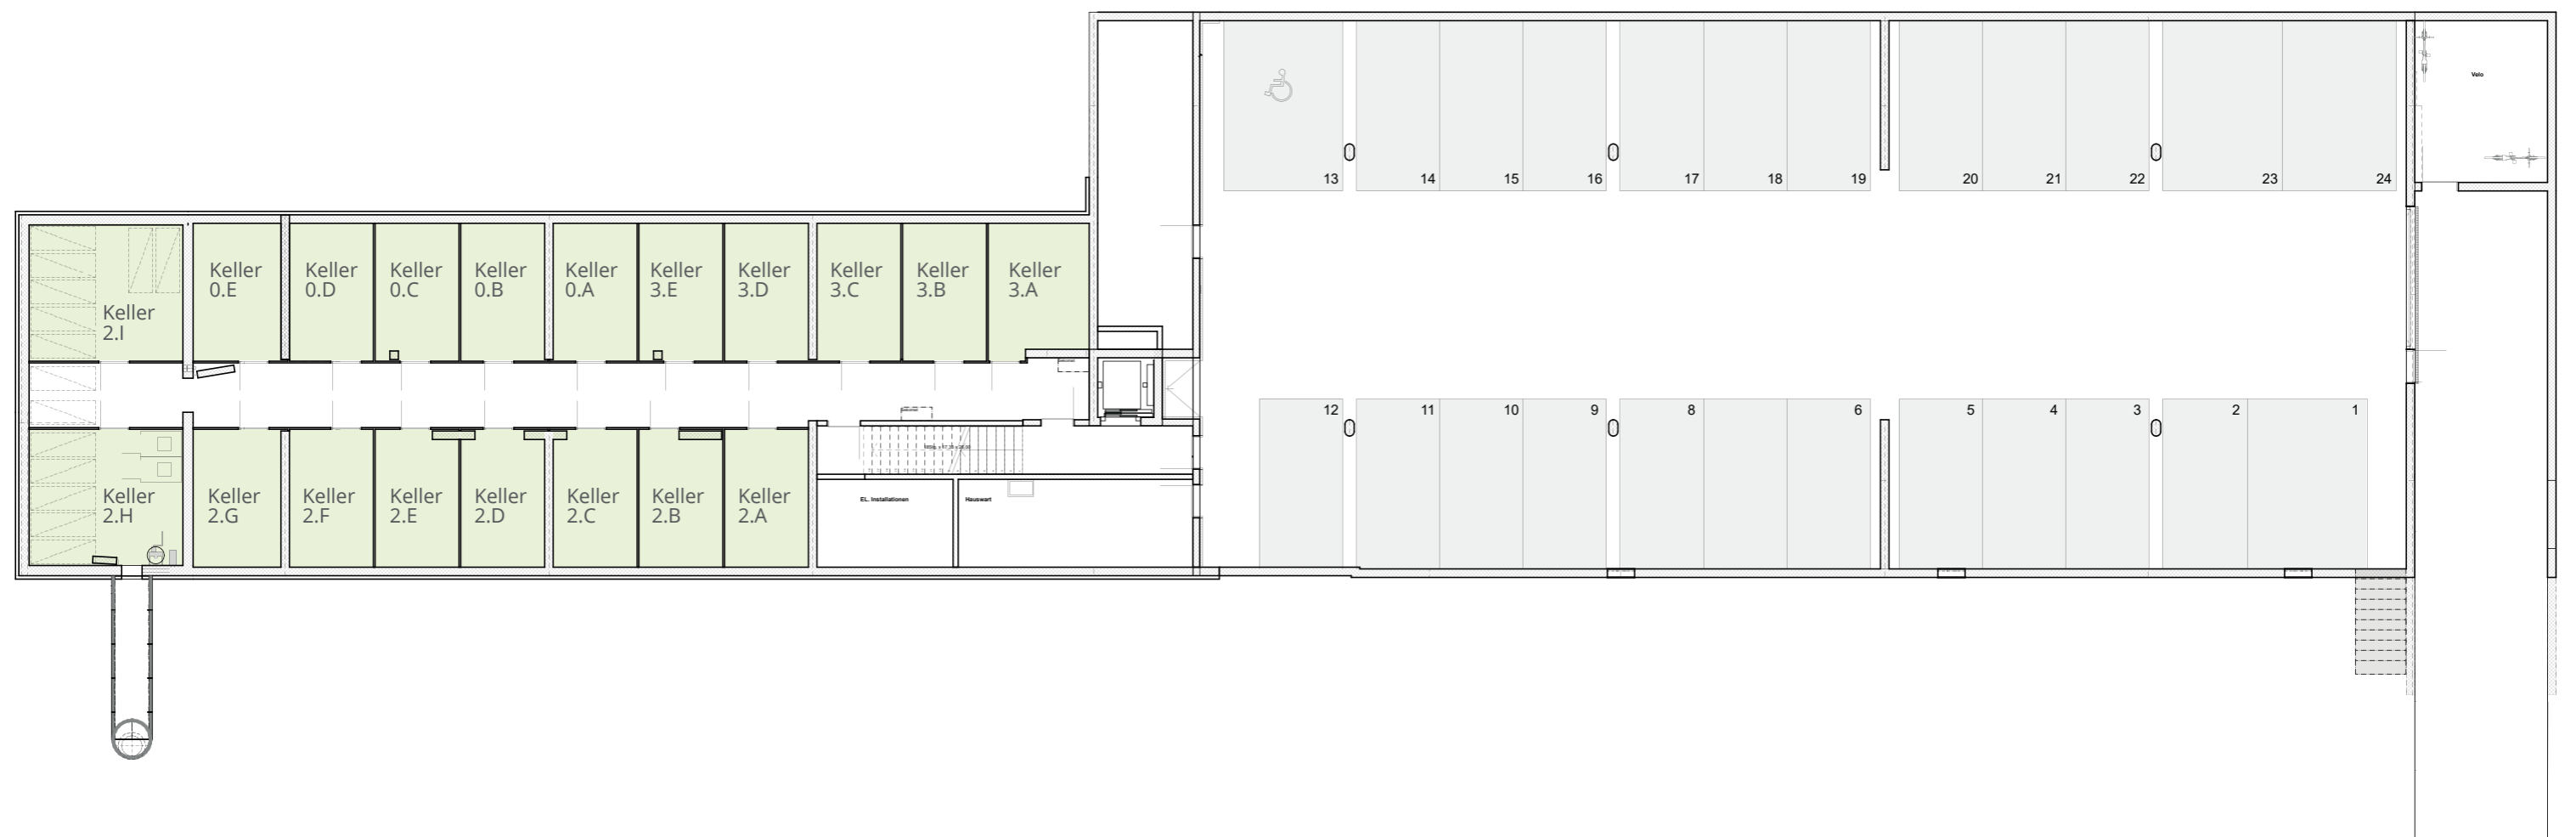 Velo
13
14
15
16
17
18
19
20
21
22
23
24
Keller
0.E
Keller
0.D
Keller
0.C
Keller
0.B
Keller
0.A
Keller
3.E
Keller
3.D
Keller
3.C
Keller
3.B
Keller
3.A
Keller
2.I
12
11
10
9
8
6
5
4
3
2
1
Keller
2.H
Keller
2.G
Keller
2.F
Keller
2.E
Keller
2.D
Keller
2.C
Keller
2.B
Keller
2.A
EL. Installationen
Hauswart